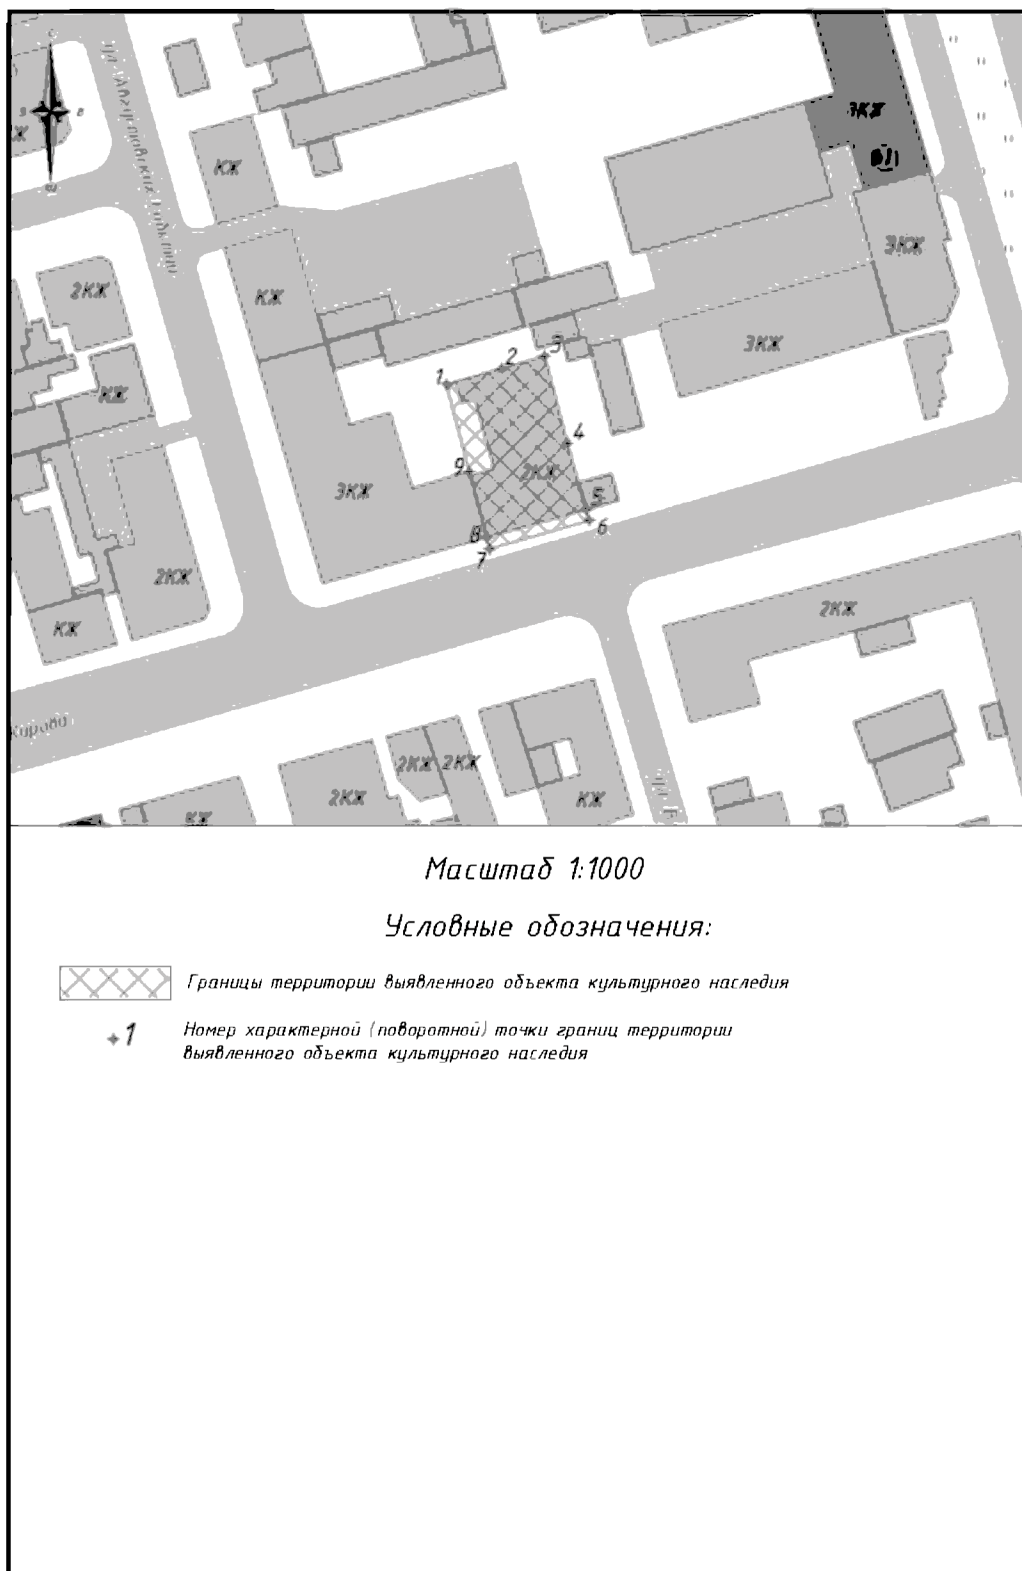 С
З
В
Ю
3КЖ
КЖ
3КЖ
2КЖ
КЖ
3КЖ
3
2
1
КЖ
4
9
2КЖ
3КЖ
5
6
8
7
2КЖ
2КЖ
КЖ
Кирова
2КЖ
2КЖ
2КЖ
КЖ
КЖ
Масштаб 1:1000
Условные обозначения:
Границы территории выявленного объекта культурного наследия
1
Номер характерной (поворотной) точки границ территории
выявленного объекта культурного наследия